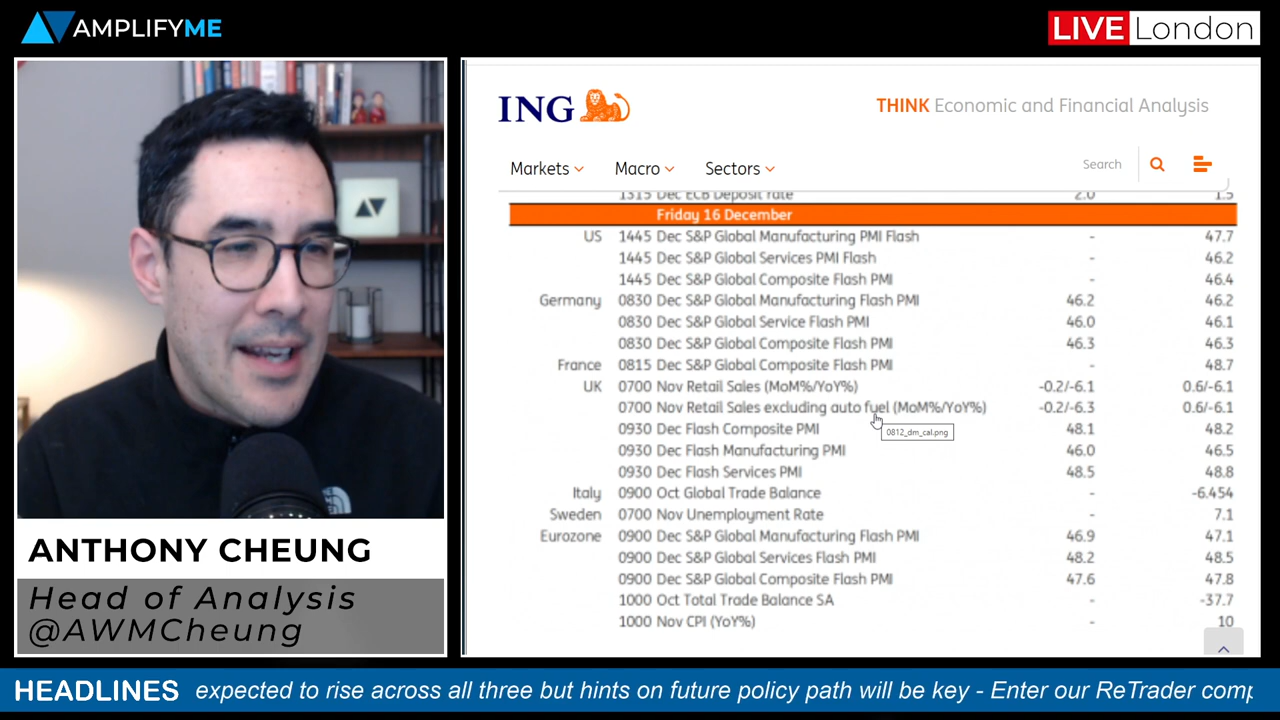 AMPLIFYME
LIVE London
ING
THINK Economic and Financial Analysis
Markets Macro Sectors
Search
1315 Dec ECB Deposit rate 2.0 1.5
Friday 16 December
US 1445 Dec S&P Global Manufacturing PMI Flash - 47.7
1445 Dec S&P Global Services PMI Flash - 46.2
1445 Dec S&P Global Composite Flash PMI - 46.4
Germany 0830 Dec S&P Global Manufacturing Flash PMI 46.2 46.2
0830 Dec S&P Global Service Flash PMI 46.0 46.1
0830 Dec S&P Global Composite Flash PMI 46.3 46.3
France 0815 Dec S&P Global Composite Flash PMI - 48.7
UK 0700 Nov Retail Sales (MoM%/YoY%) -0.2/-6.1 0.6/-6.1
0700 Nov Retail Sales excluding auto fuel (MoM%/YoY%) -0.2/-6.3 0.6/-6.1
0812_dm_cal.png
0930 Dec Flash Composite PMI 48.1 48.2
0930 Dec Flash Manufacturing PMI 46.0 46.5
0930 Dec Flash Services PMI 48.5 48.8
Italy 0900 Oct Global Trade Balance - -6.454
Sweden 0700 Nov Unemployment Rate - 7.1
Eurozone 0900 Dec S&P Global Manufacturing Flash PMI 46.9 47.1
0900 Dec S&P Global Services Flash PMI 48.2 48.5
0900 Dec S&P Global Composite Flash PMI 47.6 47.8
1000 Oct Total Trade Balance SA - -37.7
1000 Nov CPI (YoY%) - 10
ANTHONY CHEUNG
Head of Analysis
@AWMCheung
HEADLINES expected to rise across all three but hints on future policy path will be key - Enter our ReTrader comp